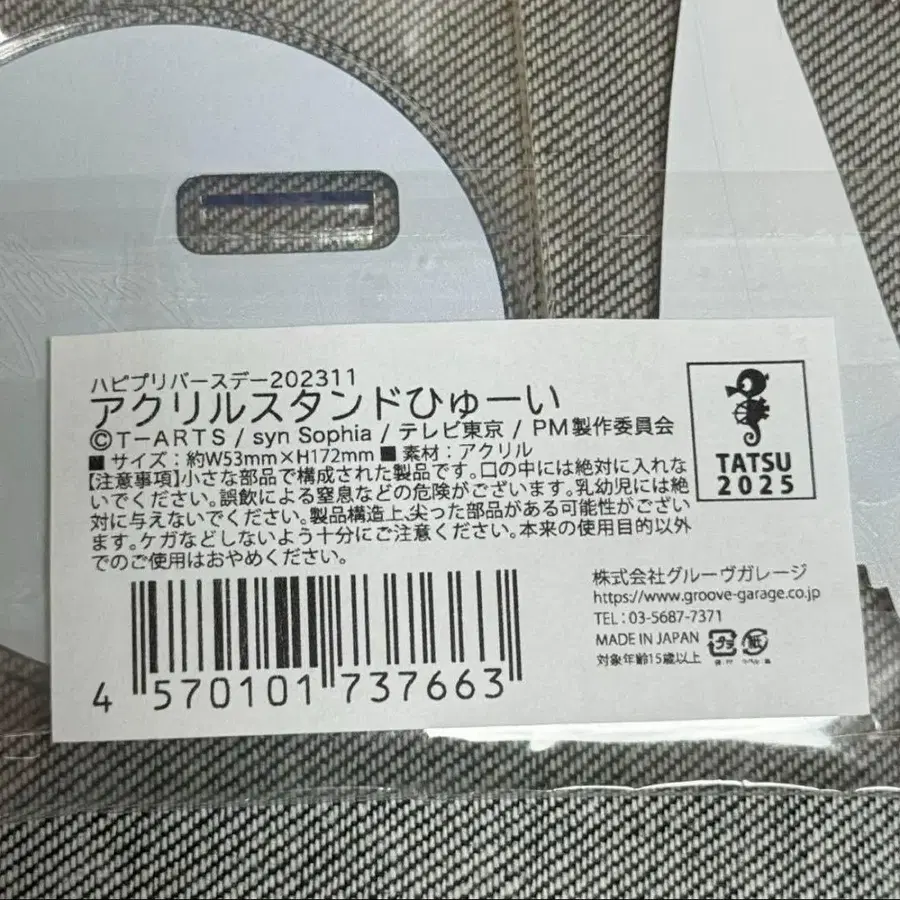 ハピプリバースデー202311
アクリルスタンドひゅーい
©T-ARTS / syn Sophia / テレビ東京 / PM製作委員会
■サイズ：約W53mm×H172mm■素材：アクリル
【注意事項】小さな部品で構成された製品です。口の中には絶対に入れな
いでください。誤飲による窒息などの危険がございます。乳幼児には絶
対に与えないでください。製品構造上、尖った部品がある可能性がござい
ます。ケガなどしないよう十分にご注意ください。本来の使用目的以外
でのご使用はおやめください。
TATSU
2025
4 570101 737663
株式会社グルーヴガレージ
https://www.groove-garage.co.jp
TEL：03-5687-7371
MADE IN JAPAN プラ 紙
対象年齢15歳以上